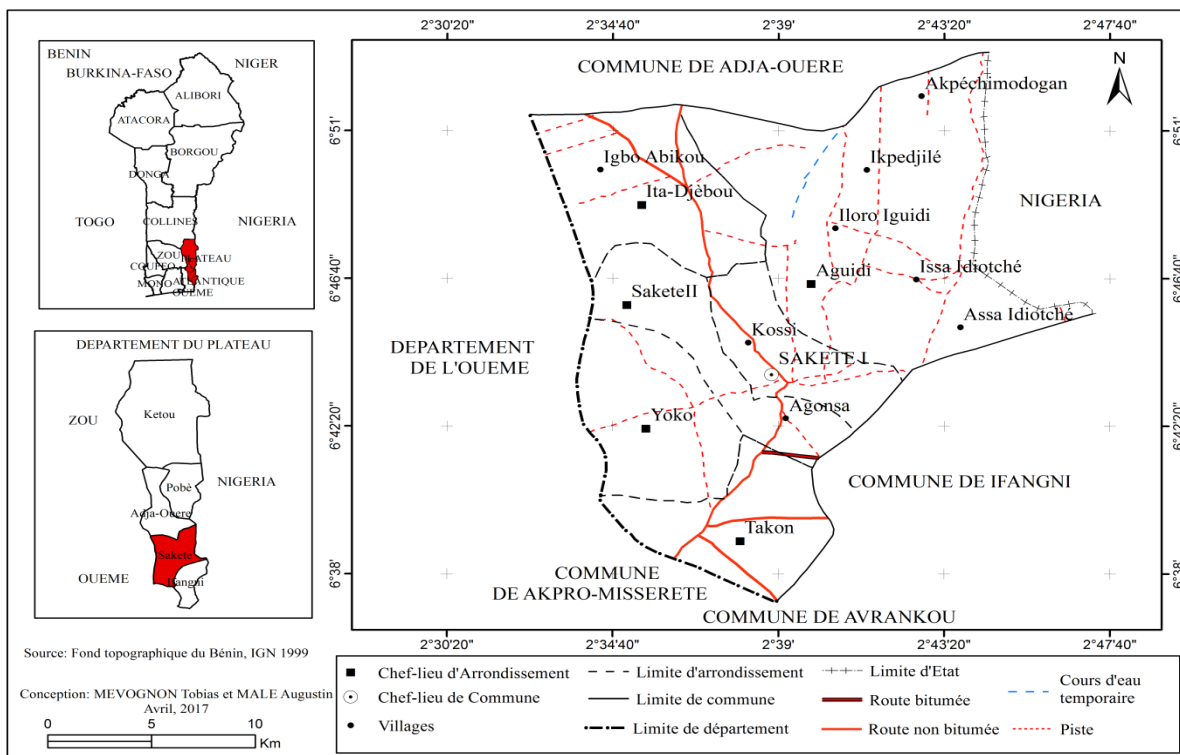 BENIN
BURKINA-FASO
NIGER
ALIBORI
ATACORA
BORGOU
DONGA
TOGO
COLLINES
NIGERIA
ZOU
PLATEAU
COUFFO
MONO
ATLANTIQUE
OUEME
DEPARTEMENT DU PLATEAU
ZOU
Ketou
NIGERIA
Pobè
Adja-Ouere
Sakete
OUEME
Ifangni
Source: Fond topographique du Bénin, IGN 1999
Conception: MEVOGNON Tobias et MALE Augustin
Avril, 2017
0 5 10
Km
2°30'20" 2°34'40" 2°39' 2°43'20" 2°47'40"
COMMUNE DE ADJA-OUERE
N
Akpéchimodogan
6°51' 6°51'
Igbo Abikou
Ikpedjilé
Ita-Djèbou
NIGERIA
Iloro Iguidi
6°46'40" 6°46'40"
Aguidi
Issa Idiotché
SaketeII
Assa Idiotché
Kossi
DEPARTEMENT
DE L'OUEME
SAKETE I
Yoko
Agonsa
6°42'20" 6°42'20"
COMMUNE DE IFANGNI
Takon
6°38' 6°38'
COMMUNE
DE AKPRO-MISSERETE
COMMUNE DE AVRANKOU
2°30'20" 2°34'40" 2°39' 2°43'20" 2°47'40"
Chef-lieu d'Arrondissement
Chef-lieu de Commune
Villages
Limite d'arrondissement
Limite de commune
Limite de département
Limite d'Etat
Route bitumée
Route non bitumée
Cours d'eau
temporaire
Piste